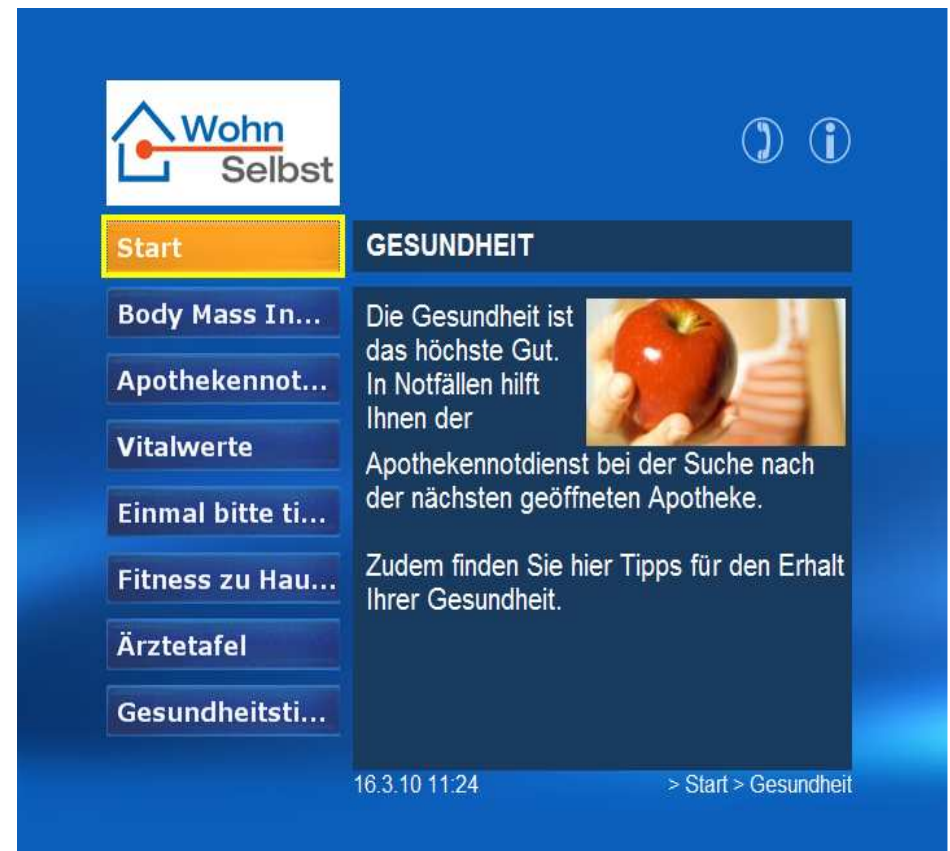 Wohn
Selbst
Start
Body Mass In...
Apothekennot...
Vitalwerte
Einmal bitte ti...
Fitness zu Hau...
Ärztetafel
Gesundheitsti...
GESUNDHEIT
Die Gesundheit ist
das höchste Gut.
In Notfällen hilft
Ihnen der
Apothekennotdienst bei der Suche nach
der nächsten geöffneten Apotheke.
Zudem finden Sie hier Tipps für den Erhalt
Ihrer Gesundheit.
16.3.10 11:24
> Start > Gesundheit